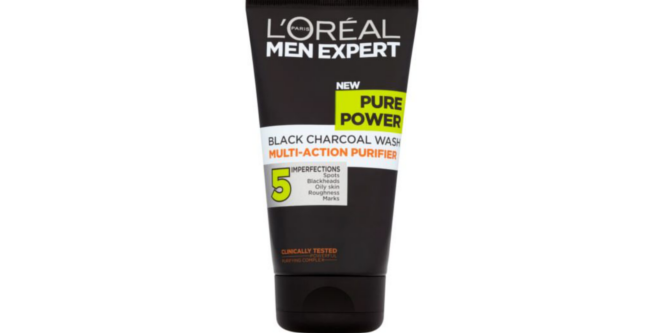 L'ORÉAL
PARIS
MEN EXPERT
NEW
PURE
POWER
BLACK CHARCOAL WASH
MULTI-ACTION PURIFIER
5 IMPERFECTIONS
Spots
Blackheads
Oily skin
Roughness
Marks
CLINICALLY TESTED